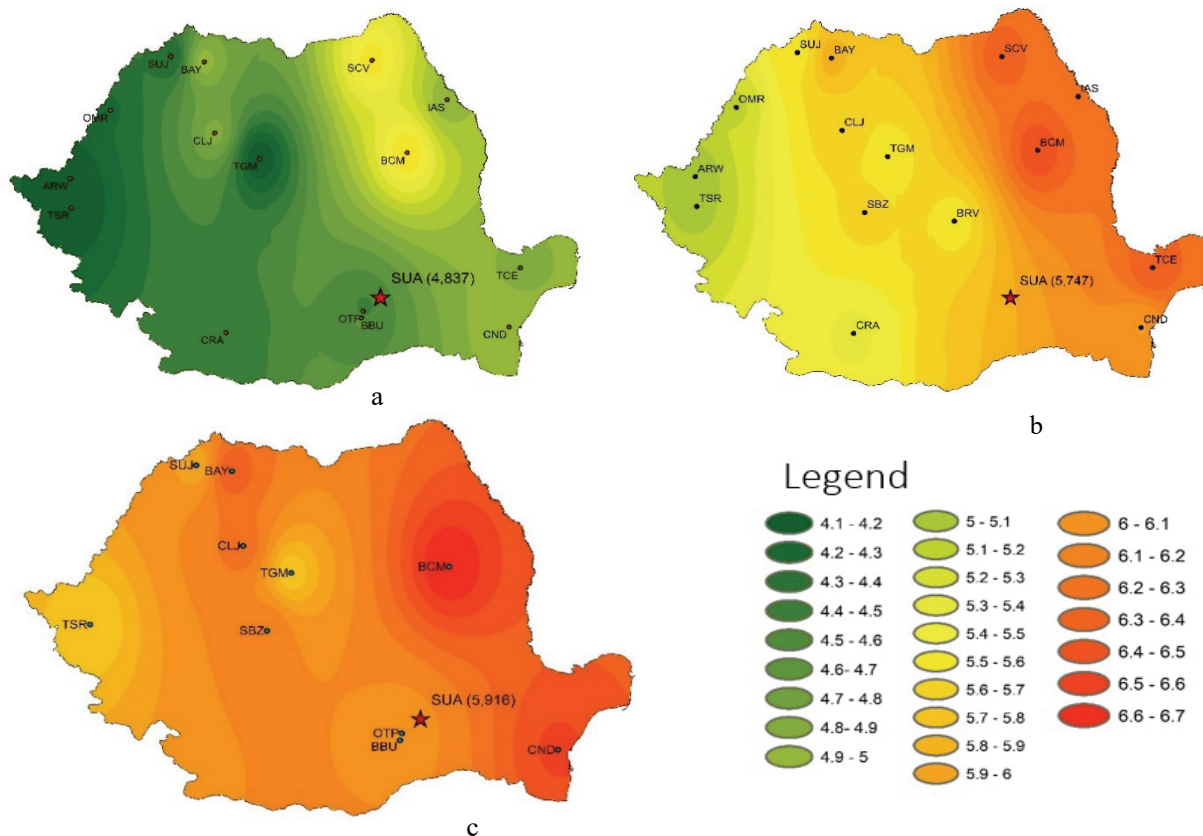 SUJ
BAY
SCV
OMR
IAS
CLJ
TGM
BCM
ARW
TSR
TCE
SUA (4,837)
OTP
BBU
CND
CRA
a
SUJ
BAY
SCV
OMR
IAS
CLJ
TGM
BCM
ARW
TSR
SBZ
BRV
TCE
SUA (5,747)
CND
CRA
b
SUJ
BAY
CLJ
TGM
BCM
TSR
SBZ
SUA (5,916)
OTP
BBU
CND
c
Legend
4.1 - 4.2
4.2 - 4.3
4.3 - 4.4
4.4 - 4.5
4.5 - 4.6
4.6- 4.7
4.7 - 4.8
4.8- 4.9
4.9 - 5
5 - 5.1
5.1 - 5.2
5.2 - 5.3
5.3 - 5.4
5.4 - 5.5
5.5 - 5.6
5.6 - 5.7
5.7 - 5.8
5.8 - 5.9
5.9 - 6
6 - 6.1
6.1 - 6.2
6.2 - 6.3
6.3 - 6.4
6.4 - 6.5
6.5 - 6.6
6.6 - 6.7